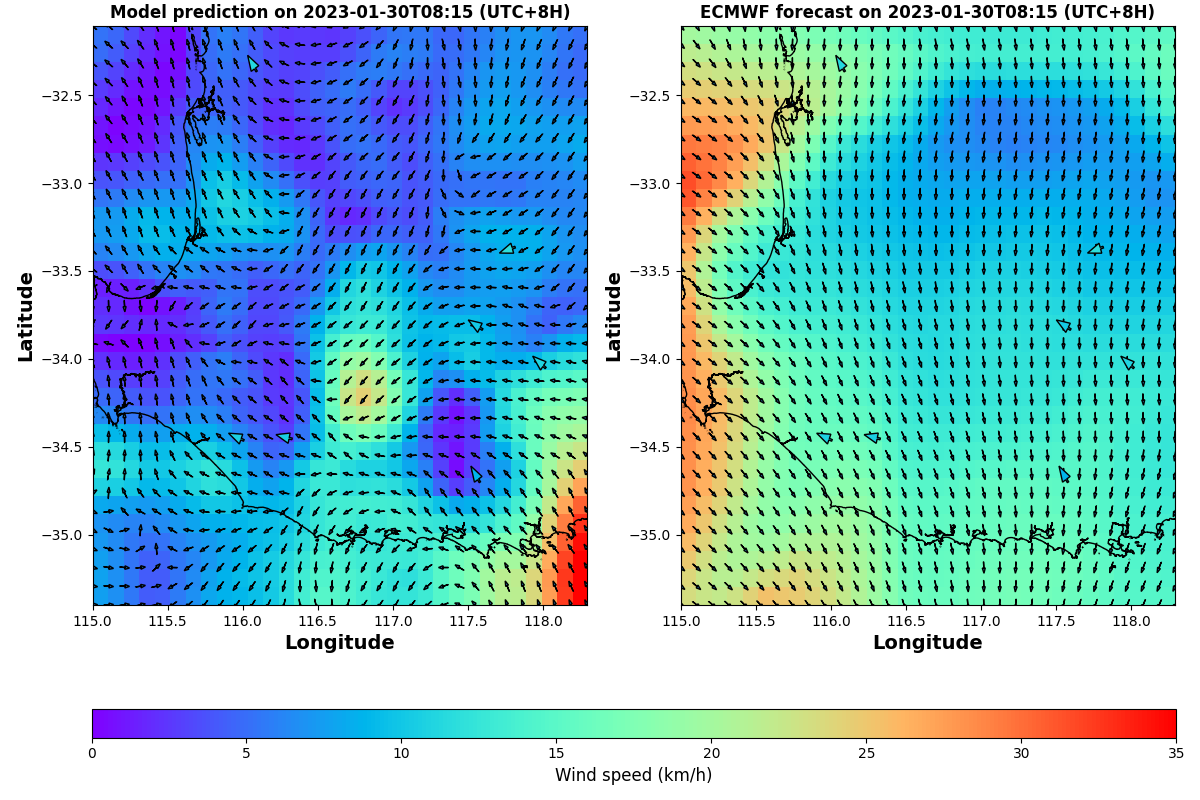 Model prediction on 2023-01-30T08:15 (UTC+8H)
ECMWF forecast on 2023-01-30T08:15 (UTC+8H)
−32.5
−33.0
−33.5
−34.0
−34.5
−35.0
Latitude
115.0 115.5 116.0 116.5 117.0 117.5 118.0
Longitude
−32.5
−33.0
−33.5
−34.0
−34.5
−35.0
Latitude
115.0 115.5 116.0 116.5 117.0 117.5 118.0
Longitude
0 5 10 15 20 25 30 35
Wind speed (km/h)